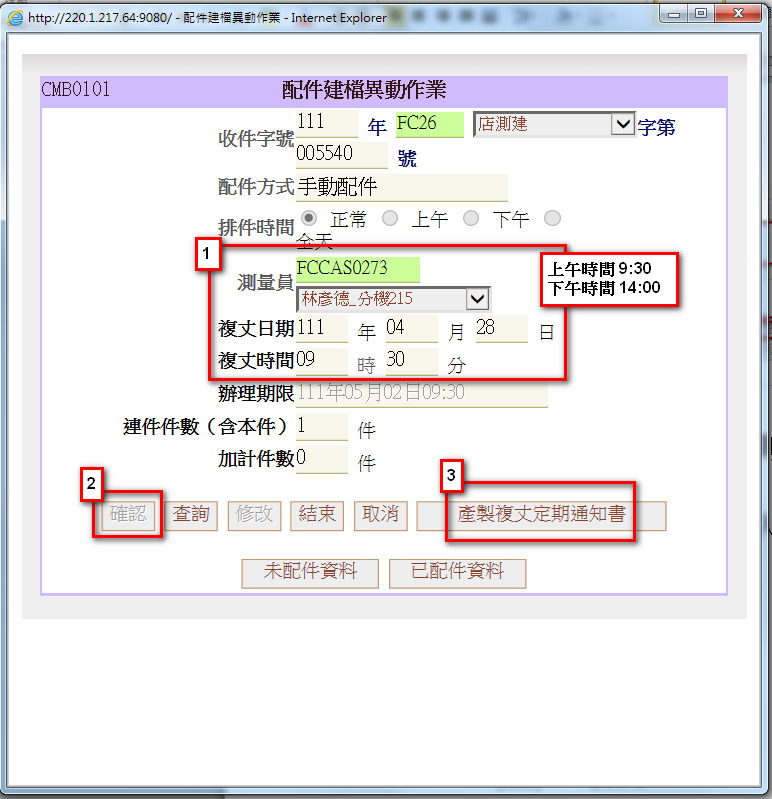 http://220.1.217.64:9080/ - 配件建檔異動作業 - Internet Explorer
CMB0101 配件建檔異動作業
收件字號 111 年 FC26 店測建 字第
005540 號
配件方式 手動配件
排件時間 正常 上午 下午
全天
1
測量員 FCCAS0273
林彥德_分機215
上午時間 9:30
下午時間 14:00
複丈日期 111 年 04 月 28 日
複丈時間 09 時 30 分
辦理期限 111年05月02日09:30
連件件數（含本件） 1 件
加計件數 0 件
2
3
確認 查詢 修改 結束 取消 產製複丈定期通知書
未配件資料 已配件資料